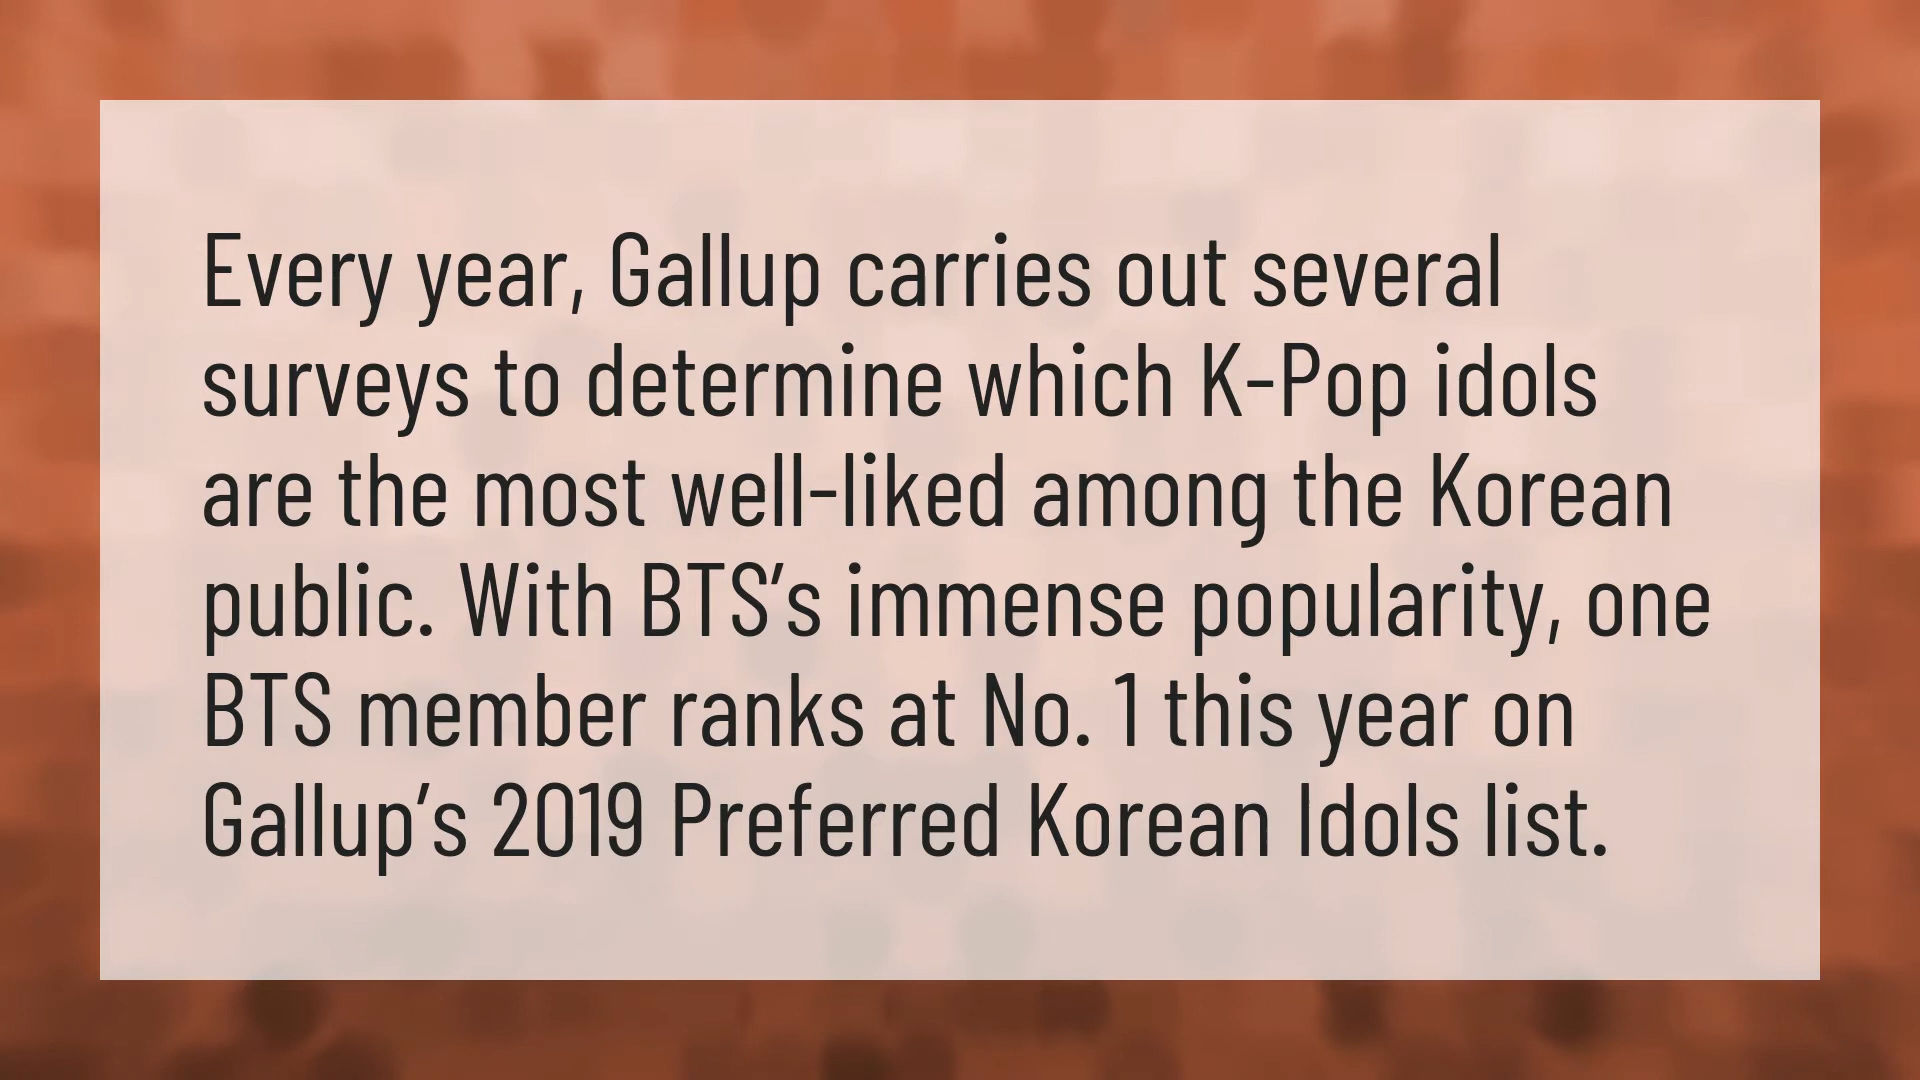 Every year, Gallup carries out several
surveys to determine which K-Pop idols
are the most well-liked among the Korean
public. With BTS’s immense popularity, one
BTS member ranks at No. 1 this year on
Gallup’s 2019 Preferred Korean Idols list.